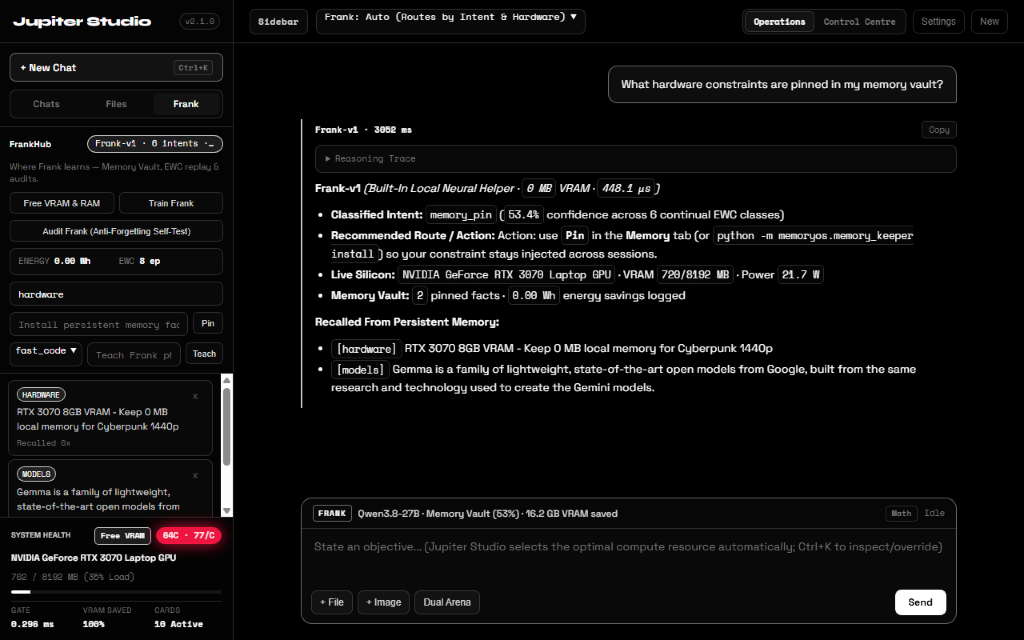 Jupiter Studio v2.1.0
Sidebar
Frank: Auto (Routes by Intent & Hardware) ▼
Operations Control Centre Settings New
+ New Chat Ctrl+K
Chats Files Frank
FrankHub Frank-v1 · 6 intents ·…
Where Frank learns — Memory Vault, EWC replay &
audits.
Free VRAM & RAM Train Frank
Audit Frank (Anti-Forgetting Self-Test)
ENERGY 0.00 Wh EWC 8 ep
hardware
Install persistent memory fac Pin
fast_code ▼ Teach Frank ph Teach
HARDWARE x
RTX 3070 8GB VRAM - Keep 0 MB
local memory for Cyberpunk 1440p
Recalled 0x
MODELS x
Gemma is a family of lightweight,
state-of-the-art open models from
SYSTEM HEALTH Free VRAM 64C · 77/C
NVIDIA GeForce RTX 3070 Laptop GPU
702 / 8192 MB (35% Load)
GATE VRAM SAVED CARDS
0.296 ms 100% 10 Active
What hardware constraints are pinned in my memory vault?
Frank-v1 · 3052 ms Copy
▶ Reasoning Trace
Frank-v1 (Built-In Local Neural Helper · 0 MB VRAM · 448.1 µs)
• Classified Intent: memory_pin (53.4% confidence across 6 continual EWC classes)
• Recommended Route / Action: Action: use Pin in the Memory tab (or python -m memoryos.memory_keeper
install) so your constraint stays injected across sessions.
• Live Silicon: NVIDIA GeForce RTX 3070 Laptop GPU · VRAM 720/8192 MB · Power 21.7 W
• Memory Vault: 2 pinned facts · 0.00 Wh energy savings logged
Recalled From Persistent Memory:
• [hardware] RTX 3070 8GB VRAM - Keep 0 MB local memory for Cyberpunk 1440p
• [models] Gemma is a family of lightweight, state-of-the-art open models from Google, built from the same
research and technology used to create the Gemini models.
FRANK Qwen3.8-27B · Memory Vault (53%) · 16.2 GB VRAM saved Math Idle
State an objective... (Jupiter Studio selects the optimal compute resource automatically; Ctrl+K to inspect/override)
+ File + Image Dual Arena Send